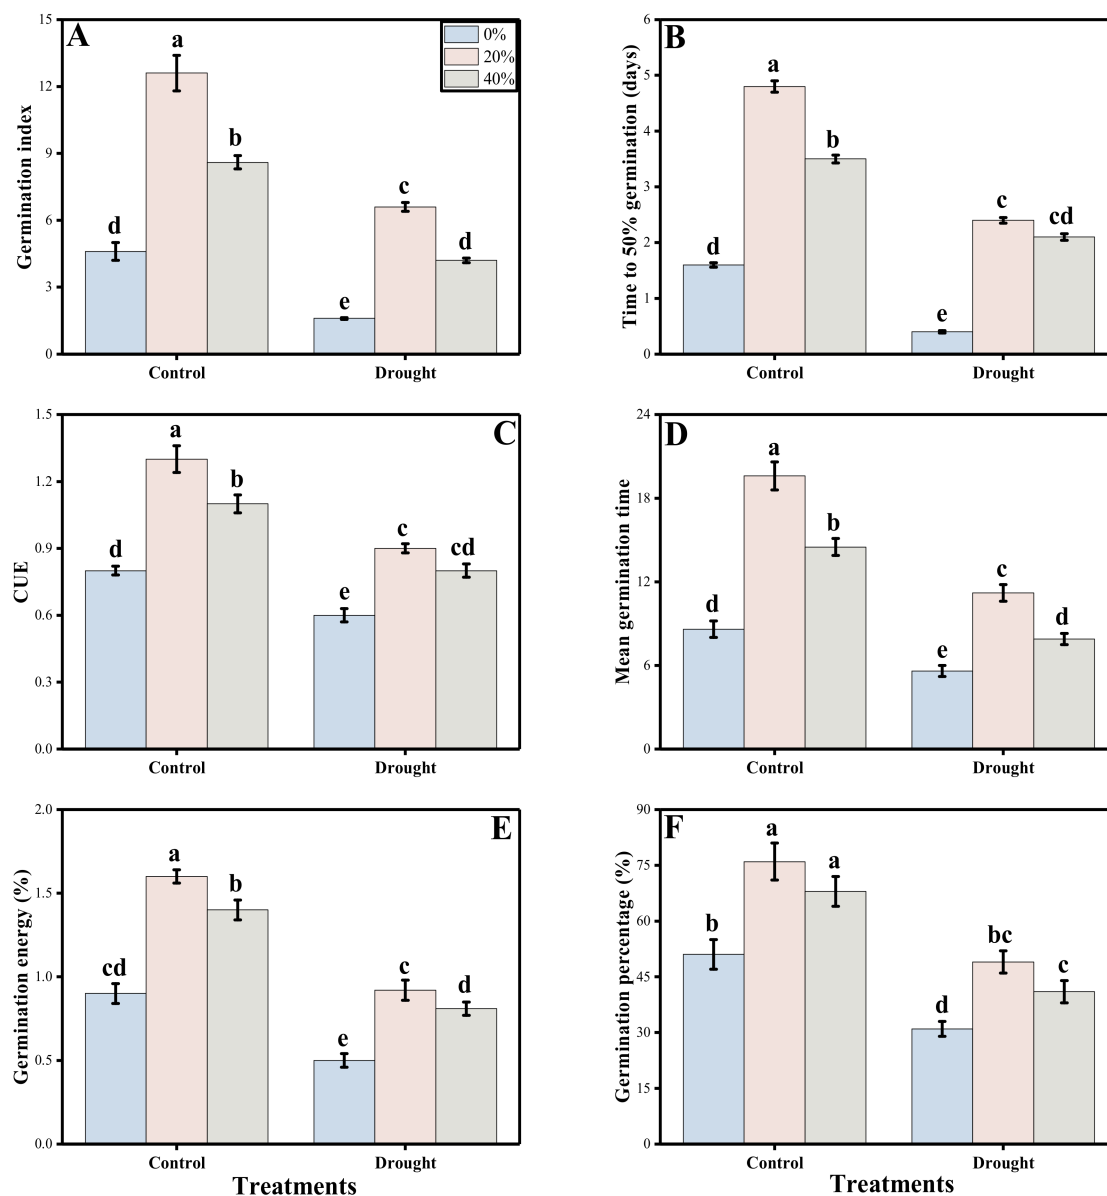 A
0%
20%
40%
Germination index
15
12
9
6
3
0
d
a
b
e
c
d
Control
Drought
B
Time to 50% germination (days)
6
5
4
3
2
1
0
d
a
b
e
c
cd
Control
Drought
C
CUE
1.5
1.2
0.9
0.6
0.3
0.0
d
a
b
e
c
cd
Control
Drought
D
Mean germination time
24
18
12
6
0
d
a
b
e
c
d
Control
Drought
E
Germination energy (%)
2.0
1.5
1.0
0.5
0.0
cd
a
b
e
c
d
Control
Drought
Treatments
F
Germination percentage (%)
90
75
60
45
30
15
0
b
a
a
d
bc
c
Control
Drought
Treatments